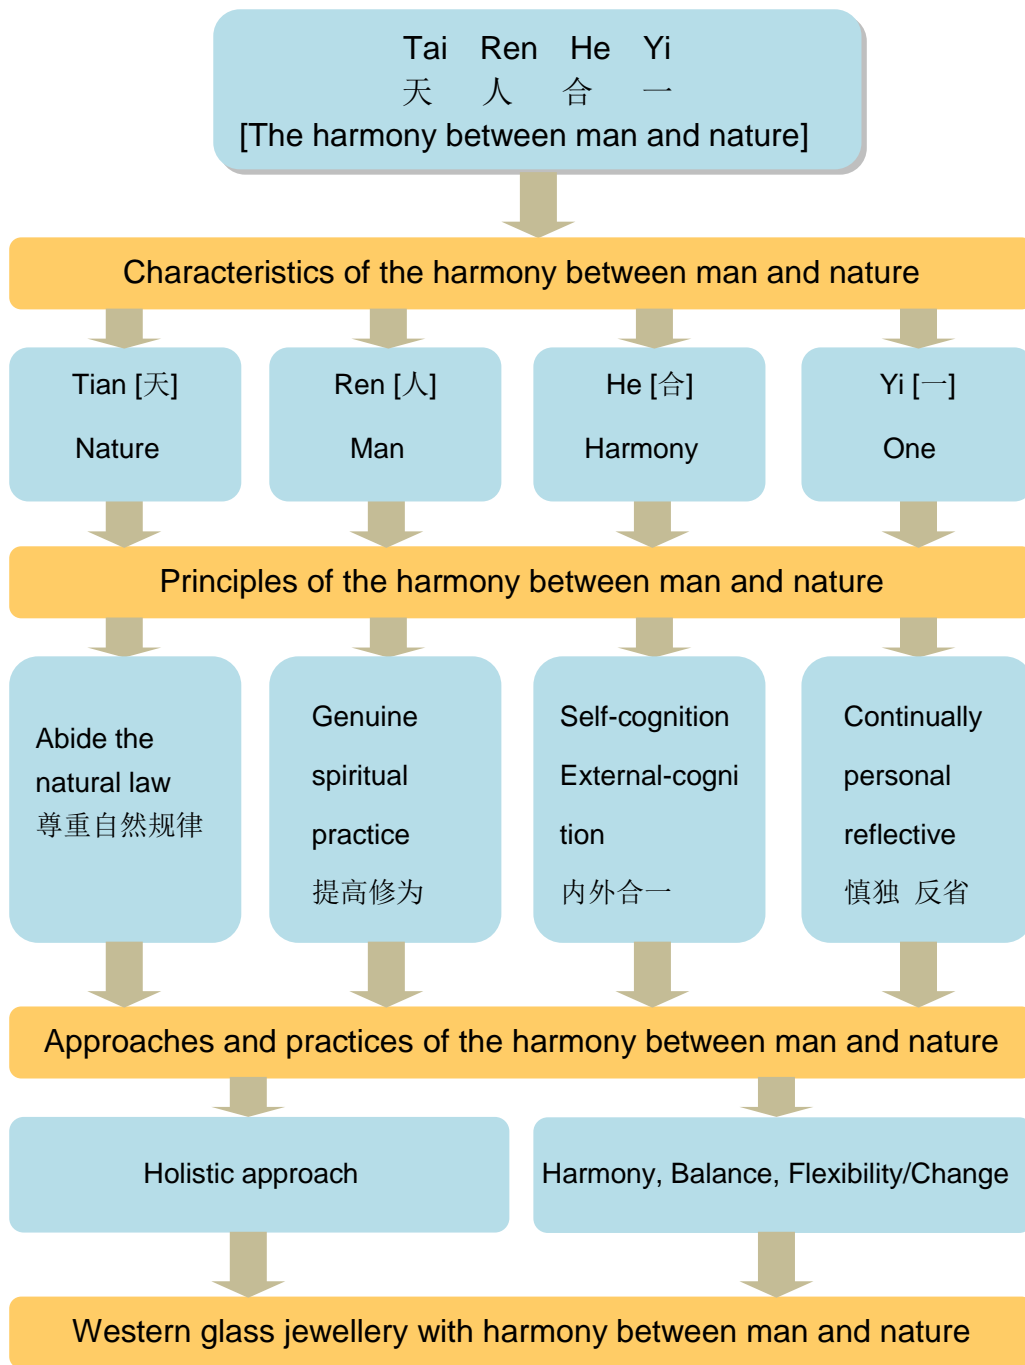 Tai Ren He Yi
天 人 合 一
[The harmony between man and nature]
Characteristics of the harmony between man and nature
Tian [天]
Nature
Ren [人]
Man
He [合]
Harmony
Yi [一]
One
Principles of the harmony between man and nature
Abide the
natural law
尊重自然规律
Genuine
spiritual
practice
提高修为
Self-cognition
External-cogni
tion
内外合一
Continually
personal
reflective
慎独 反省
Approaches and practices of the harmony between man and nature
Holistic approach
Harmony, Balance, Flexibility/Change
Western glass jewellery with harmony between man and nature